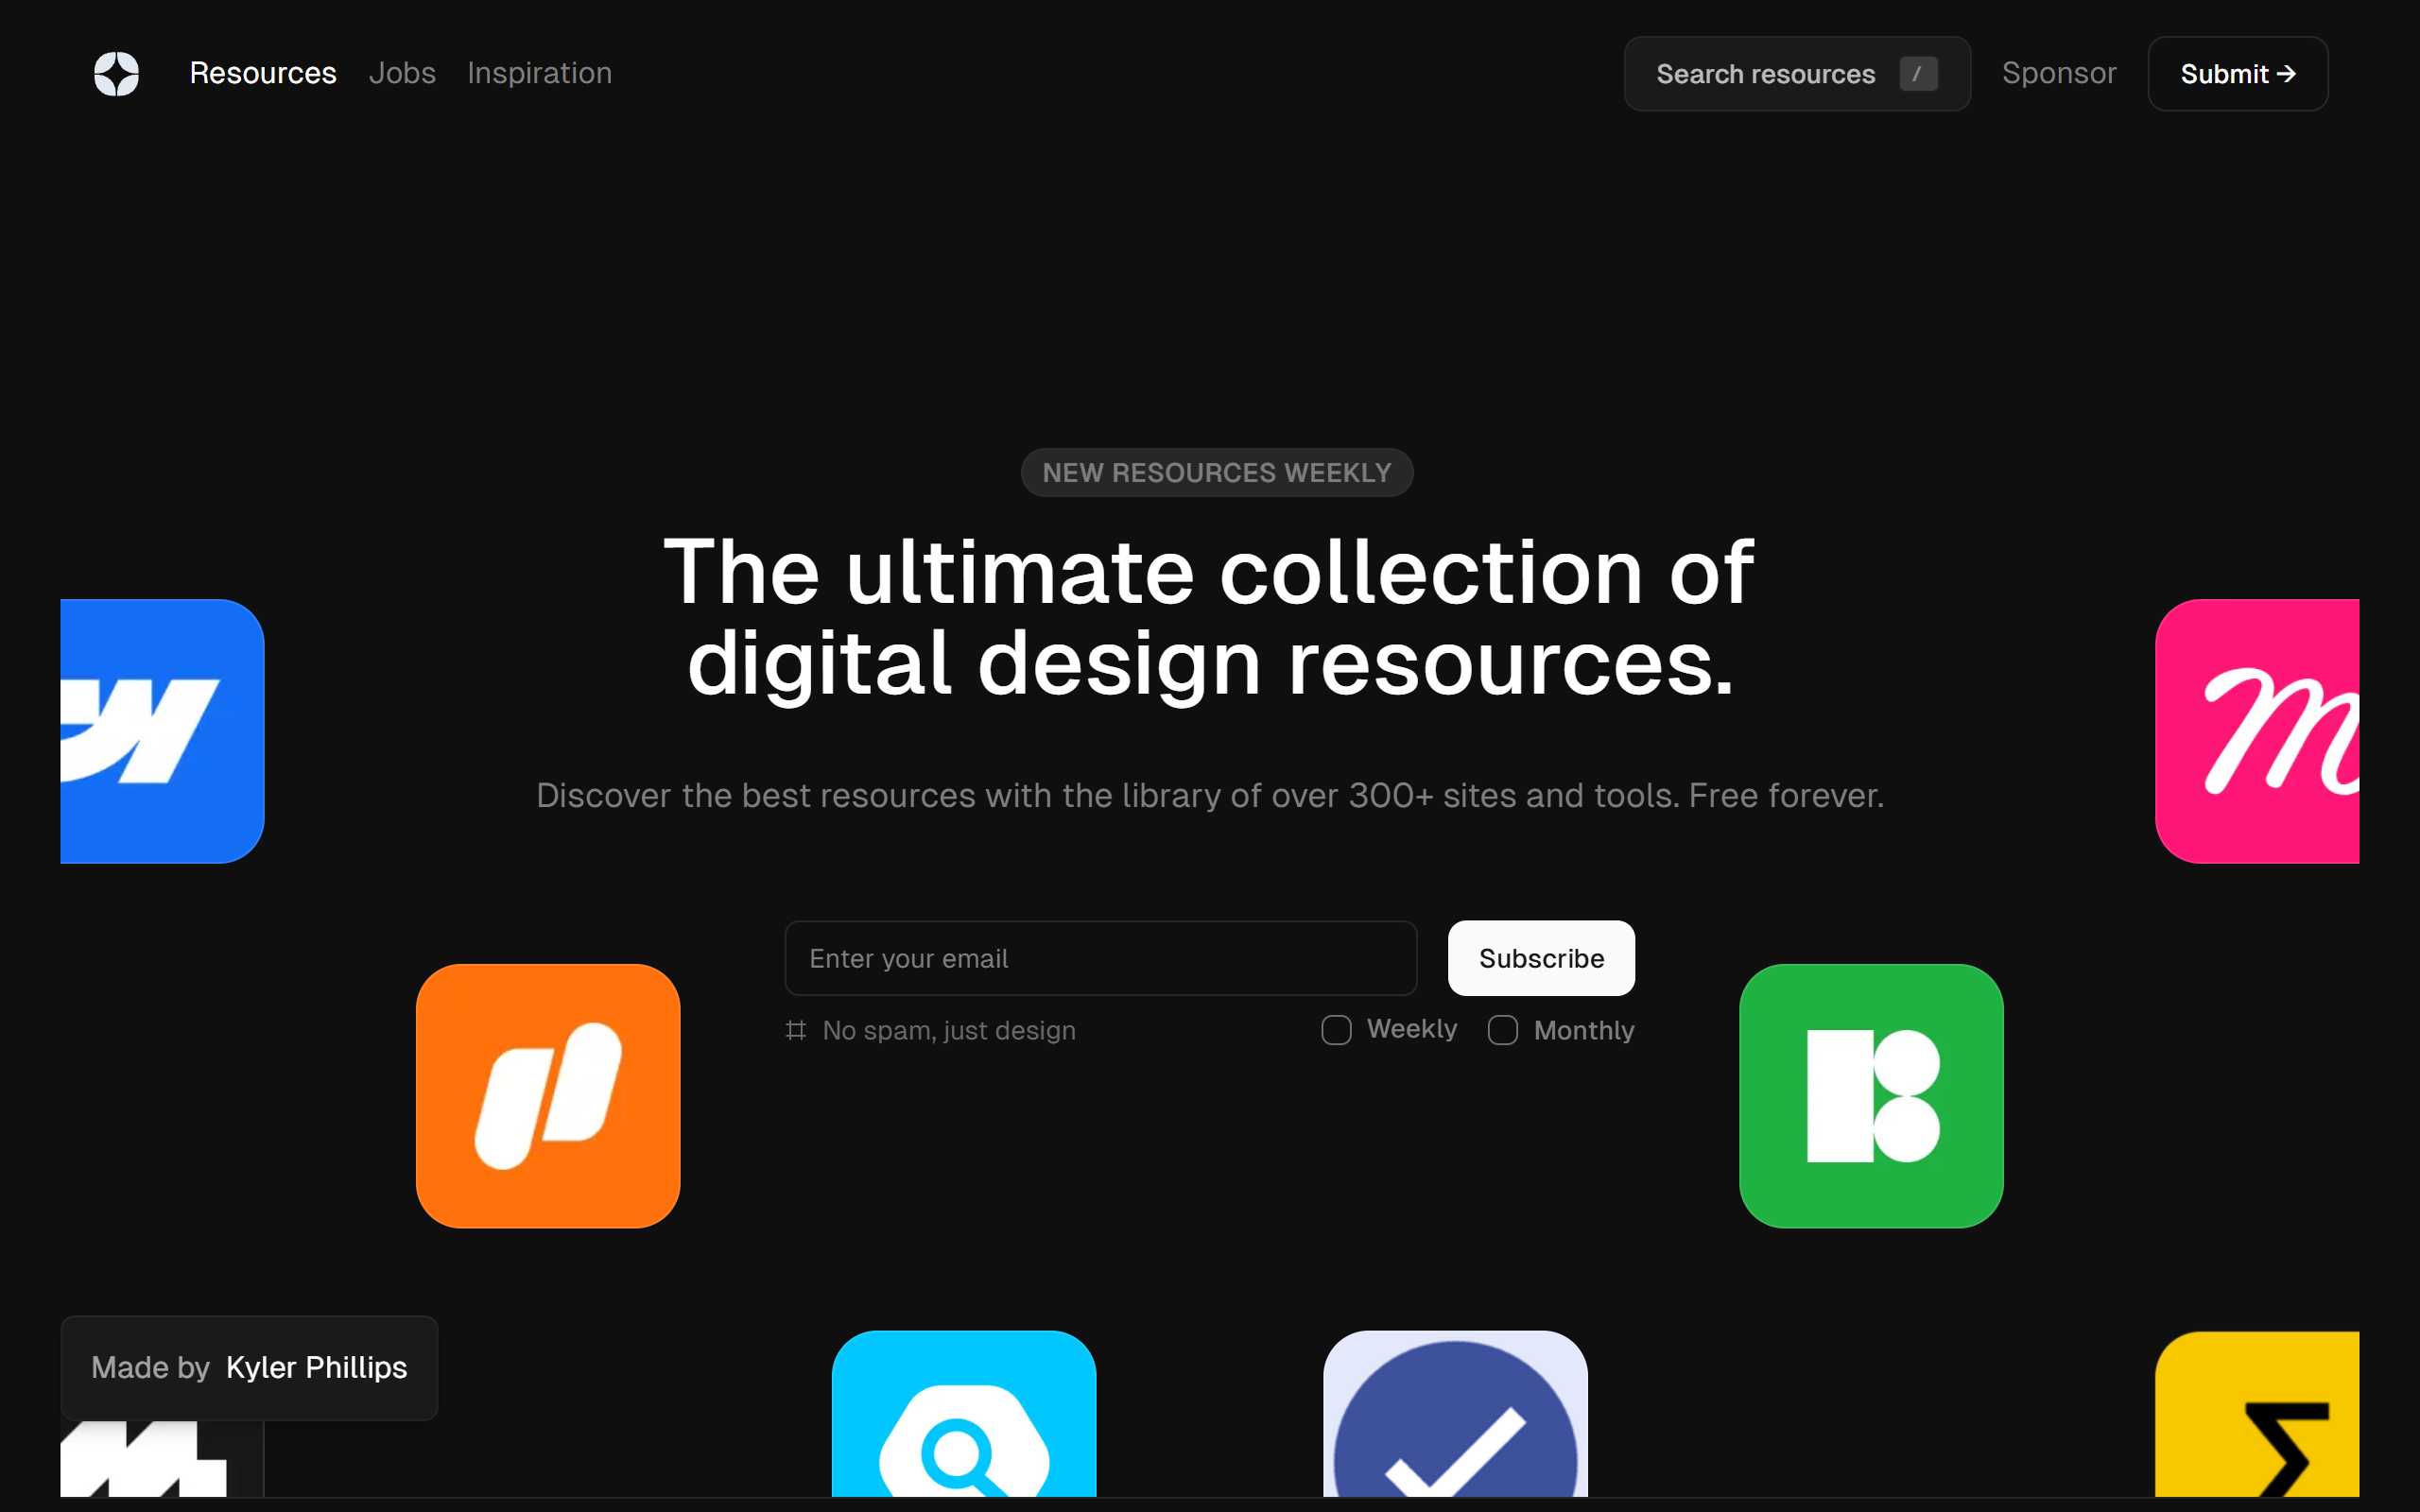 Resources Jobs Inspiration Search resources / Sponsor Submit →
NEW RESOURCES WEEKLY
The ultimate collection of
digital design resources.
Discover the best resources with the library of over 300+ sites and tools. Free forever.
Enter your email Subscribe
No spam, just design Weekly Monthly
Made by Kyler Phillips